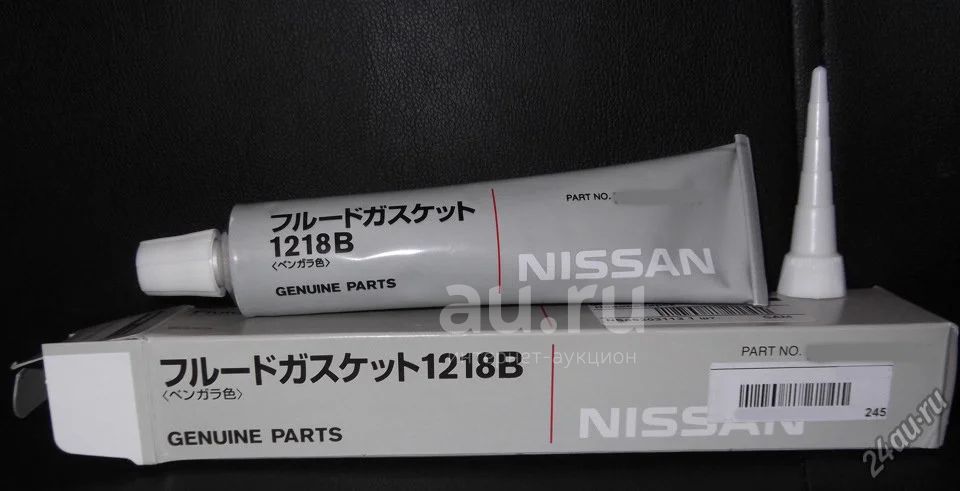 フルードガスケット
1218B
〈ベンガラ色〉
GENUINE PARTS
PART NO.
NISSAN
au.ru
интернет-аукцион
フルードガスケット1218B
〈ベンガラ色〉
GENUINE PARTS
PART NO.
NISSAN
245
24au.ru